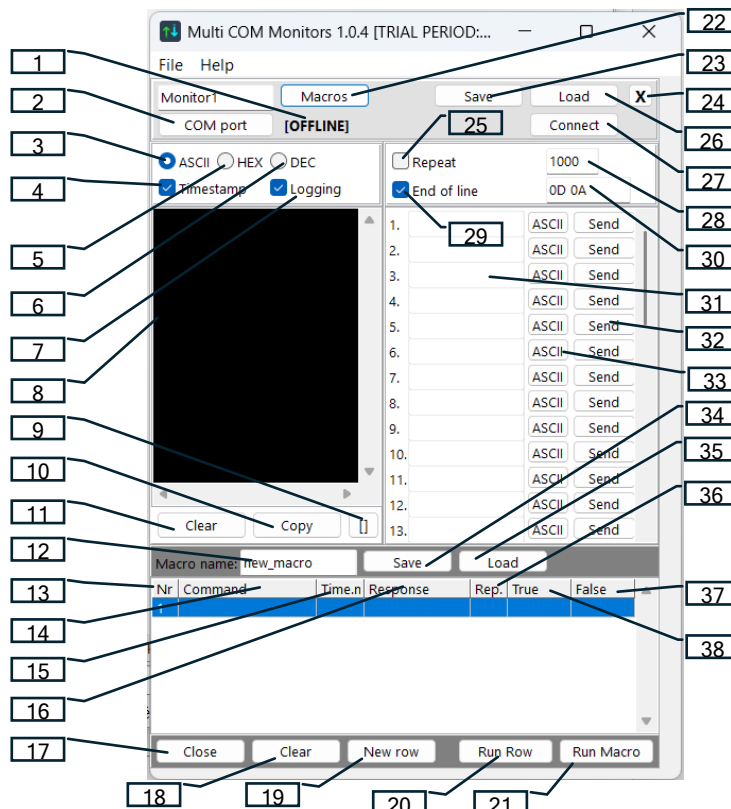 Multi COM Monitors 1.0.4 [TRIAL PERIOD:...
22
File Help
1
23
Monitor1 Macros Save Load X
24
2
COM port [OFFLINE] 25 Connect
26
3
ASCII HEX DEC Repeat 1000
27
4
Timestamp Logging End of line 0D 0A
28
29
1. ASCII Send
5
2. ASCII Send
30
3. ASCII Send
6
31
4. ASCII Send
5. ASCII Send
32
7
6. ASCII Send
8
7. ASCII Send
33
8. ASCII Send
34
9
9. ASCII Send
35
10
10. ASCII Send
11. ASCII Send
36
11
12. ASCII Send
Clear Copy [] 13. ASCII Send
12
Macro name: new_macro Save Load
13
Nr Command Time.n Response Rep. True False
37
1
14
38
15
16
17
Close Clear New row Run Row Run Macro
18 19 20 21